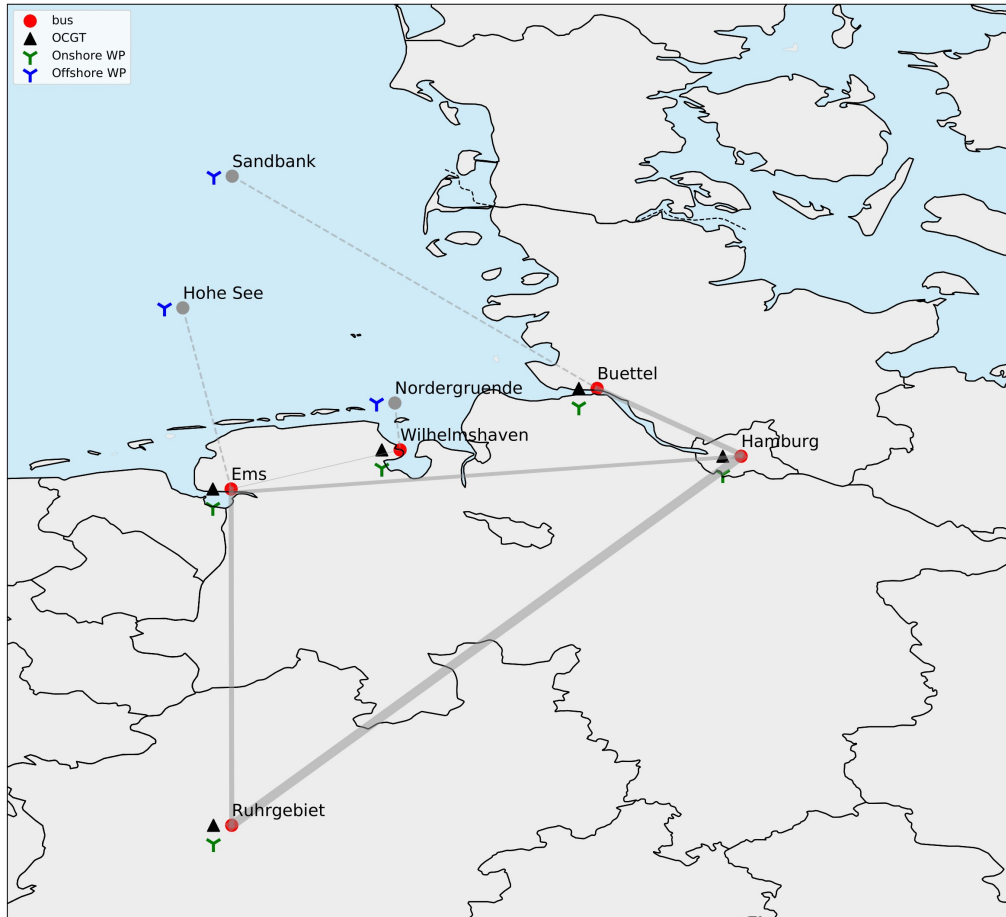 bus
OCGT
Onshore WP
Offshore WP
Sandbank
Hohe See
Buettel
Nordergruende
Wilhelmshaven
Hamburg
Ems
Ruhrgebiet